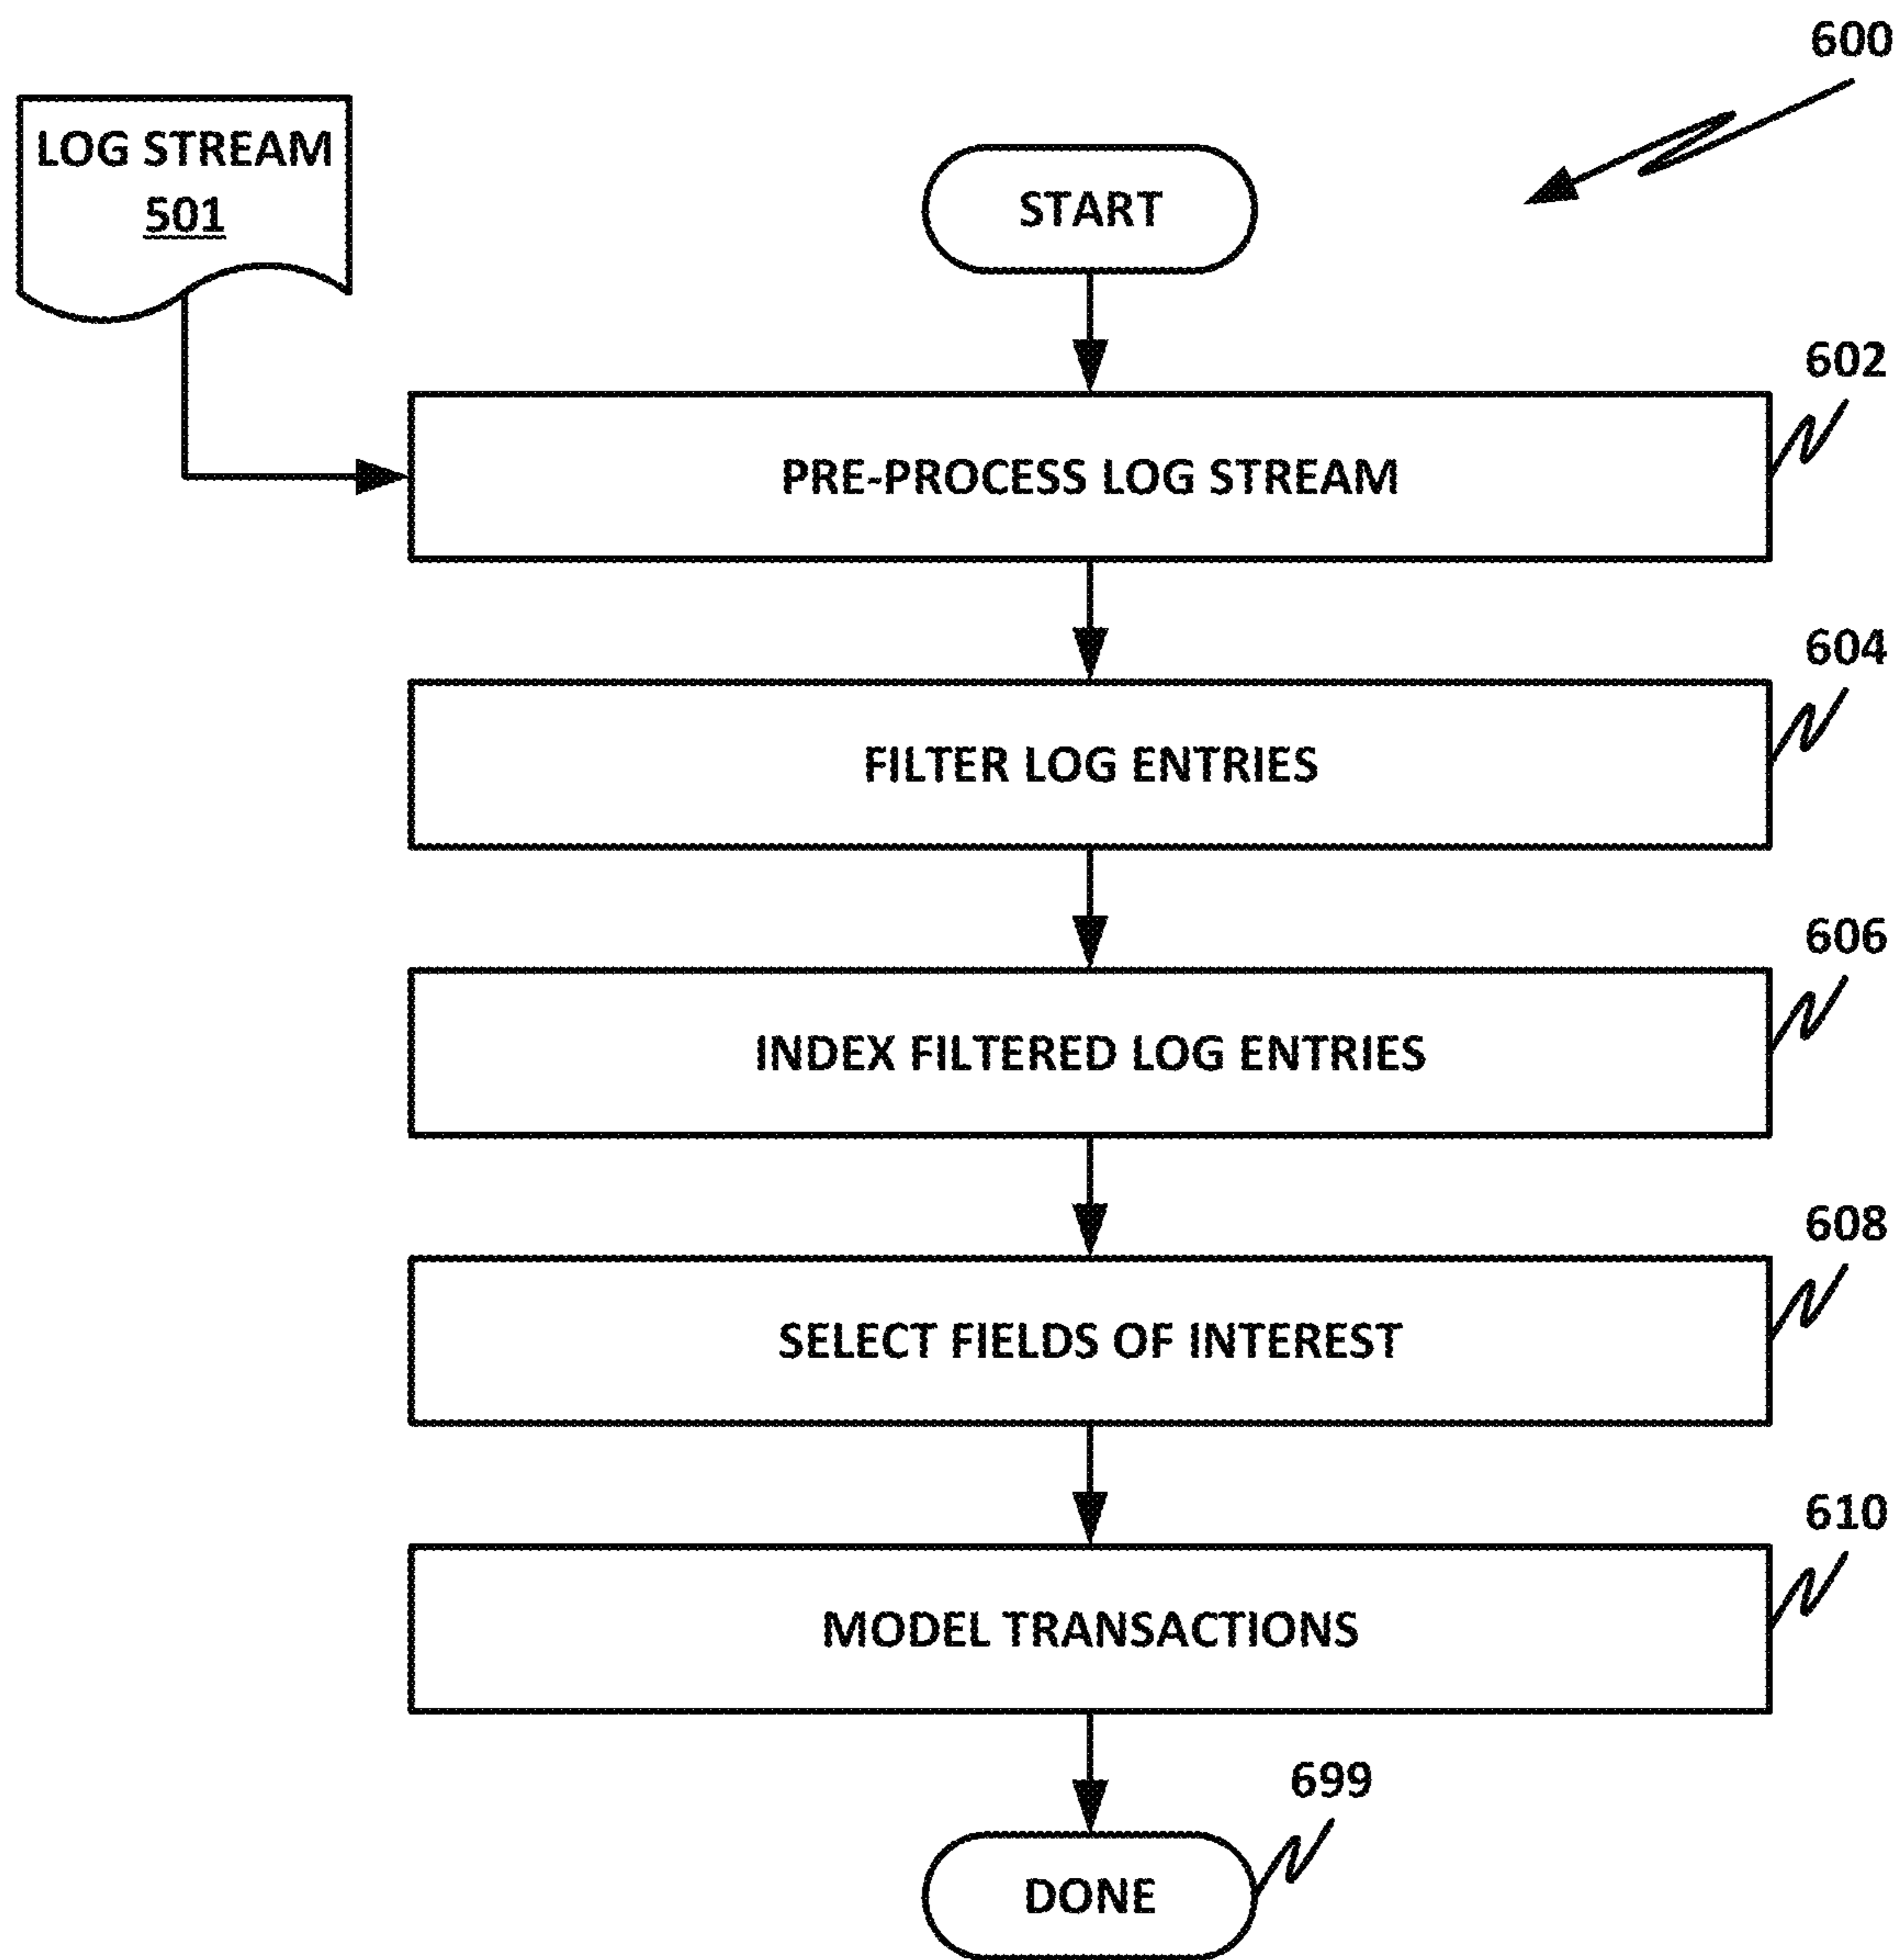 600
LOG STREAM
501
START
602
PRE-PROCESS LOG STREAM
604
FILTER LOG ENTRIES
606
INDEX FILTERED LOG ENTRIES
608
SELECT FIELDS OF INTEREST
610
MODEL TRANSACTIONS
699
DONE